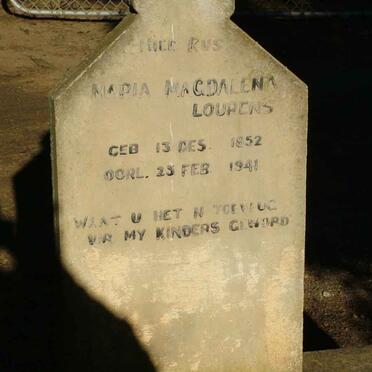 HIER RUS
MARIA MAGDALENA
LOURENS
GEB 13 DES. 1852
OORL. 23 FEB. 1941
WANT U HET N TOEVLUG
VIR MY KINDERS GEWORD